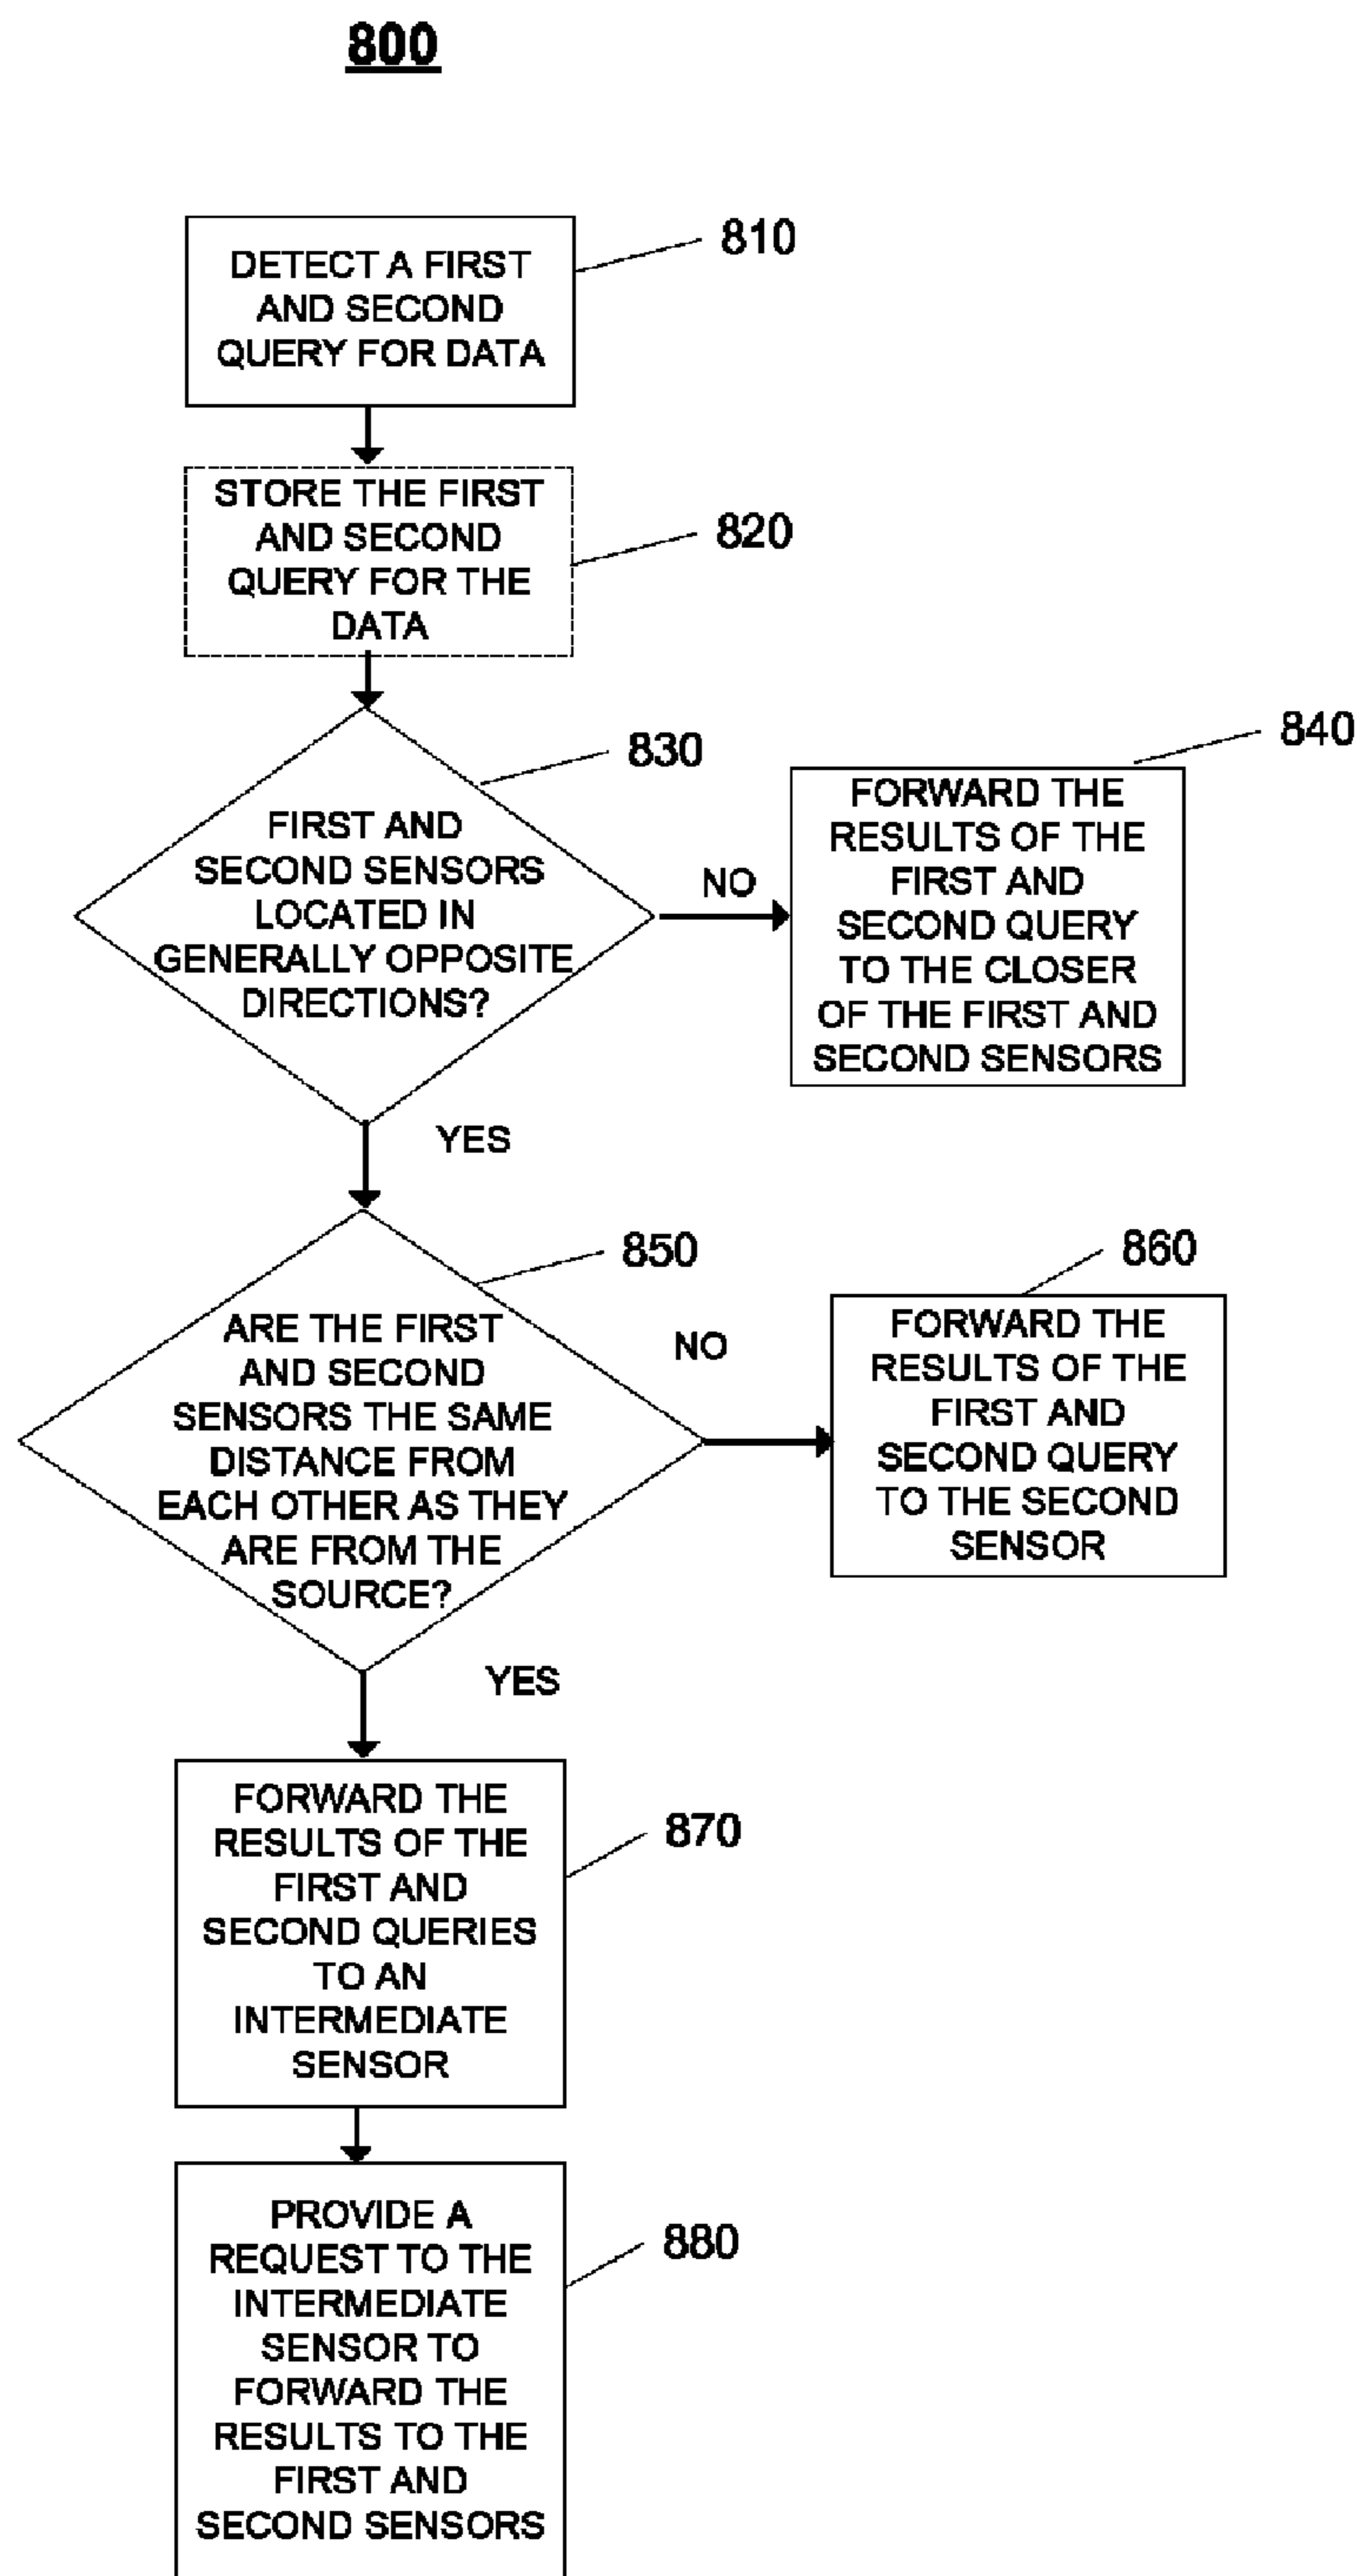 800
DETECT A FIRST
AND SECOND
QUERY FOR DATA
810
STORE THE FIRST
AND SECOND
QUERY FOR THE
DATA
820
FIRST AND
SECOND SENSORS
LOCATED IN
GENERALLY OPPOSITE
DIRECTIONS?
830
NO
FORWARD THE
RESULTS OF THE
FIRST AND
SECOND QUERY
TO THE CLOSER
OF THE FIRST AND
SECOND SENSORS
840
YES
ARE THE FIRST
AND SECOND
SENSORS THE SAME
DISTANCE FROM
EACH OTHER AS THEY
ARE FROM THE
SOURCE?
850
NO
FORWARD THE
RESULTS OF THE
FIRST AND
SECOND QUERY
TO THE SECOND
SENSOR
860
YES
FORWARD THE
RESULTS OF THE
FIRST AND
SECOND QUERIES
TO AN
INTERMEDIATE
SENSOR
870
PROVIDE A
REQUEST TO THE
INTERMEDIATE
SENSOR TO
FORWARD THE
RESULTS TO THE
FIRST AND
SECOND SENSORS
880